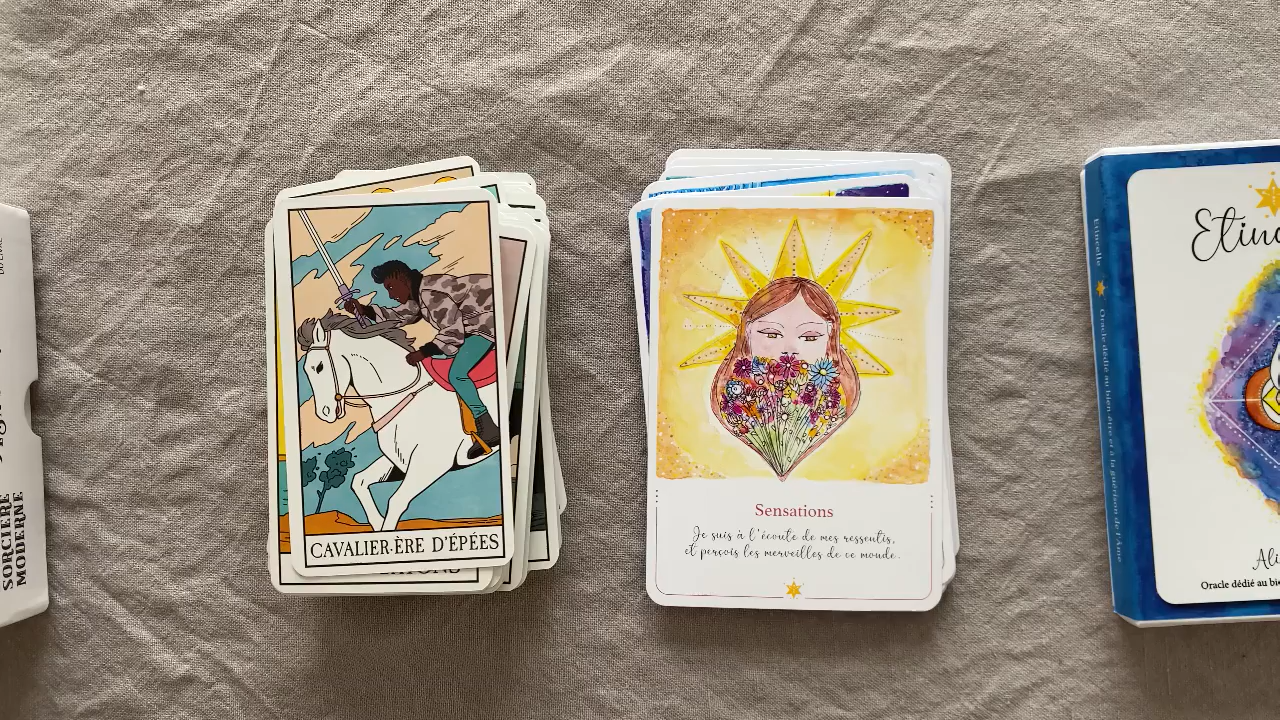 SORCIÈRE
MODERNE
CAVALIER·ÈRE D'ÉPÉES
Sensations
Je suis à l'écoute de mes ressentis,
et perçois les merveilles de ce monde.
Etincelle
Oracle dédié au bien-être et à la guérison de l'Âme
Etinc
Ali
Oracle dédié au bie